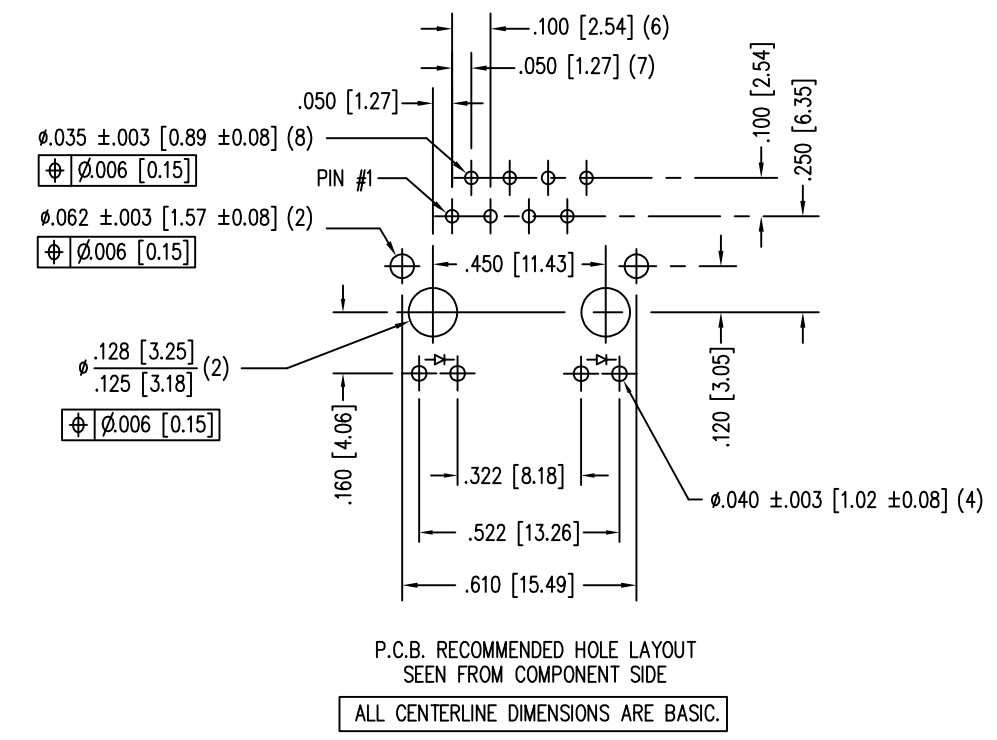 .100 [2.54] (6)
.050 [1.27] (7)
.050 [1.27]
.100 [2.54]
.250 [6.35]
ø.035 ±.003 [0.89 ±0.08] (8)
⌖ Ø.006 [0.15]
PIN #1
ø.062 ±.003 [1.57 ±0.08] (2)
⌖ Ø.006 [0.15]
.450 [11.43]
ø .128 [3.25] (2)
.125 [3.18]
⌖ Ø.006 [0.15]
.120 [3.05]
.160 [4.06]
.322 [8.18]
ø.040 ±.003 [1.02 ±0.08] (4)
.522 [13.26]
.610 [15.49]
P.C.B. RECOMMENDED HOLE LAYOUT
SEEN FROM COMPONENT SIDE
ALL CENTERLINE DIMENSIONS ARE BASIC.